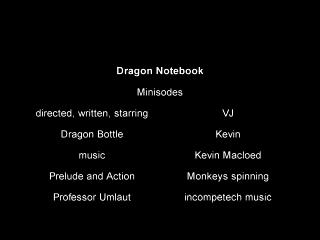 Dragon Notebook
Minisodes
directed, written, starring VJ
Dragon Bottle Kevin
music Kevin Macloed
Prelude and Action Monkeys spinning
Professor Umlaut incompetech music